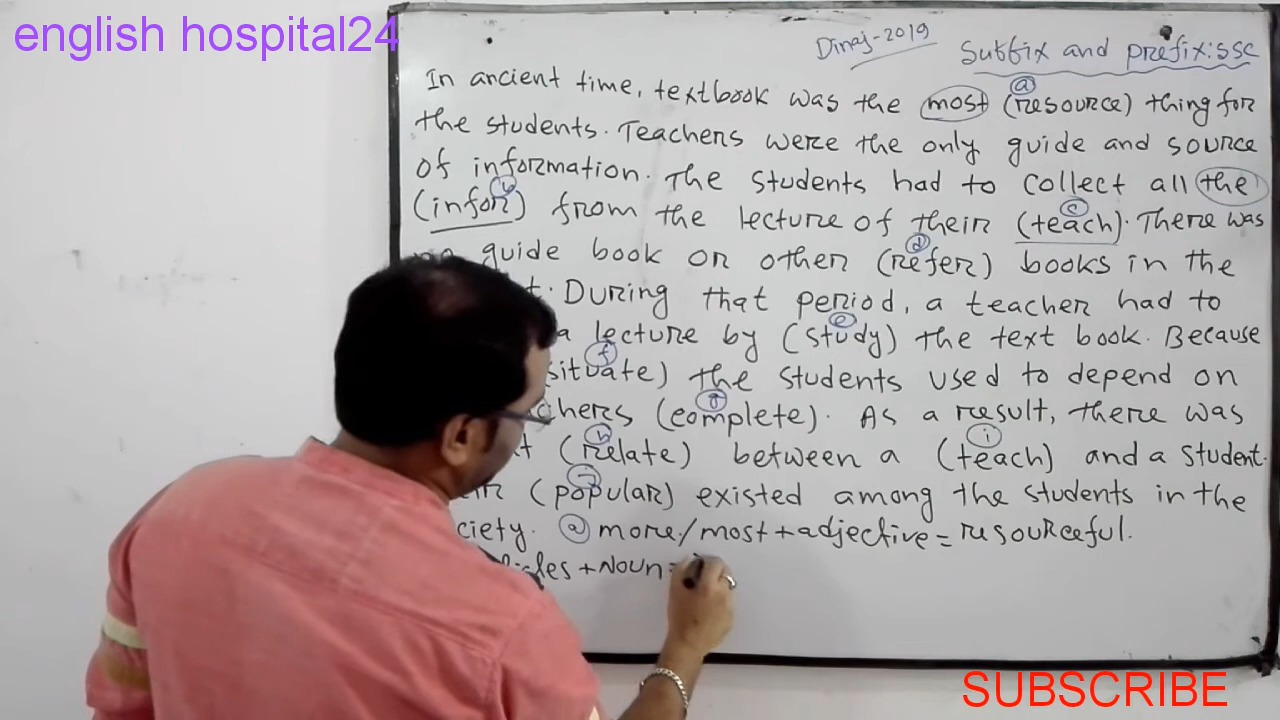 english hospital24
Dinaj-2019
Suffix and prefix:SSC
In ancient time, textbook was the most (resource) thing for
a
the students. Teachers were the only guide and source
of information. The students had to collect all the
b
(infor) from the lecture of their (teach). There was
c
guide book or other (refer) books in the
d
During that period, a teacher had to
a lecture by (study) the text book. Because
e
situate) the students used to depend on
f
(complete). As a result, there was
g
(relate) between a (teach) and a student.
h
i
(popular) existed among the students in the
j
ⓐ more/most+adjective=resourceful.
+Noun=
SUBSCRIBE